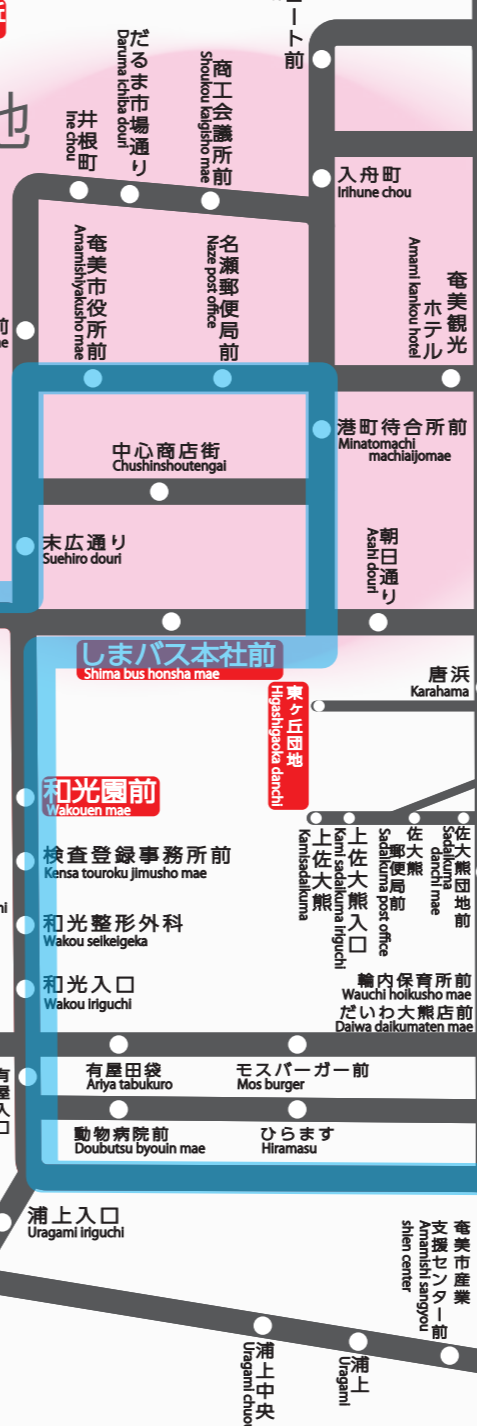 ート前
だるま市場通り
Daruma ichiba douri
商工会議所前
Shoukou kaigisho mae
井根町
Ine chou
地
入舟町
Irihune chou
奄美市役所前
Amamishiyakusho mae
名瀬郵便局前
Naze post office
奄美観光
ホテル
Amami kankou hotel
前
港町待合所前
Minatomachi
machiaijomae
中心商店街
Chushinshoutengai
末広通り
Suehiro douri
朝日通り
Asahi douri
しまバス本社前
Shima bus honsha mae
唐浜
Karahama
東ヶ丘団地
Higashigaoka danchi
和光園前
Wakouen mae
検査登録事務所前
Kensa touroku jimusho mae
上佐大熊
Kamisadaikuma
上佐大熊入口
Kami sadaikuma iriguchi
佐大熊
郵便局前
Sadaikuma post office
佐大熊団地前
Sadaikuma
danchi mae
和光整形外科
Wakou seikeigeka
和光入口
Wakou iriguchi
輪内保育所前
Wauchi hoikusho mae
だいわ大熊店前
Daiwa daikumaten mae
有屋入口
有屋田袋
Ariya tabukuro
モスバーガー前
Mos burger
動物病院前
Doubutsu byouin mae
ひらます
Hiramasu
浦上入口
Uragami iriguchi
奄美市産業
支援センター前
Amamishi sangyou
shien center
浦上中央
Uragami chuou
浦上
Uragami